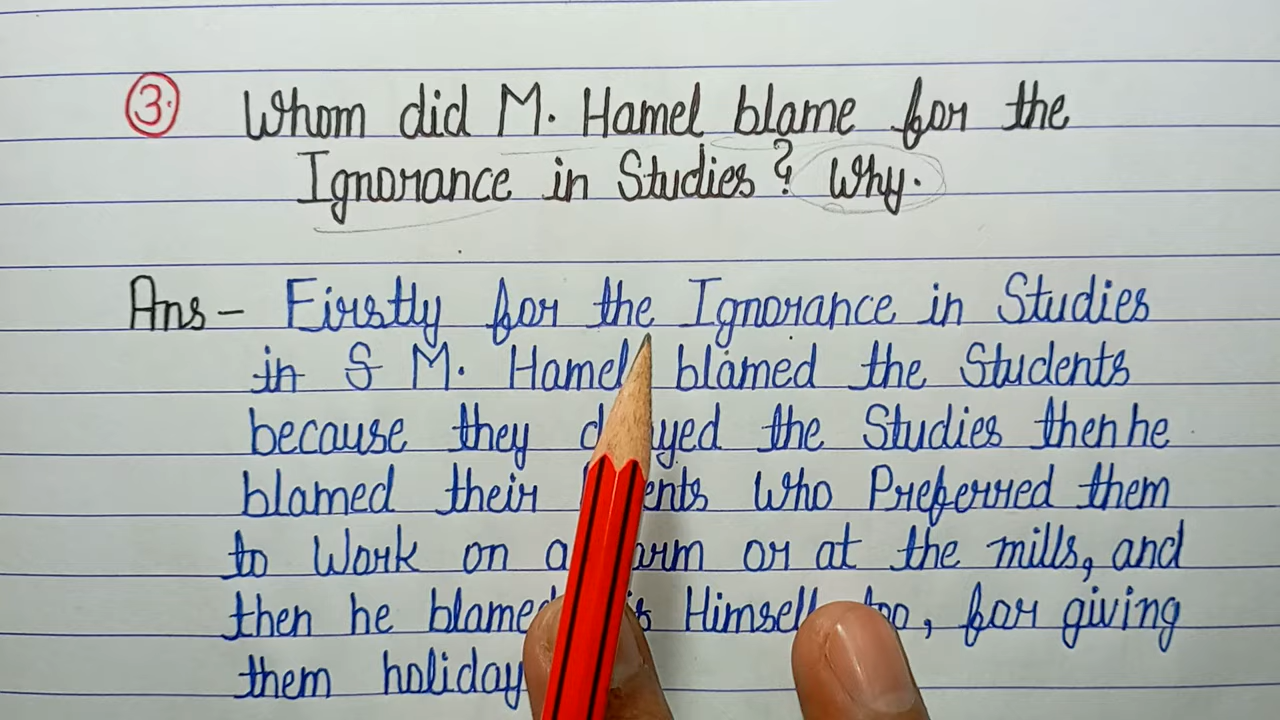 3. Whom did M. Hamel blame for the
Ignorance in Studies? Why.
Ans- Firstly for the Ignorance in Studies
in S M. Hamel blamed the Students
because they the Studies then he
blamed their who Preferred them
to Work on a or at the mills, and
then he blamed Himself too, for giving
them holiday